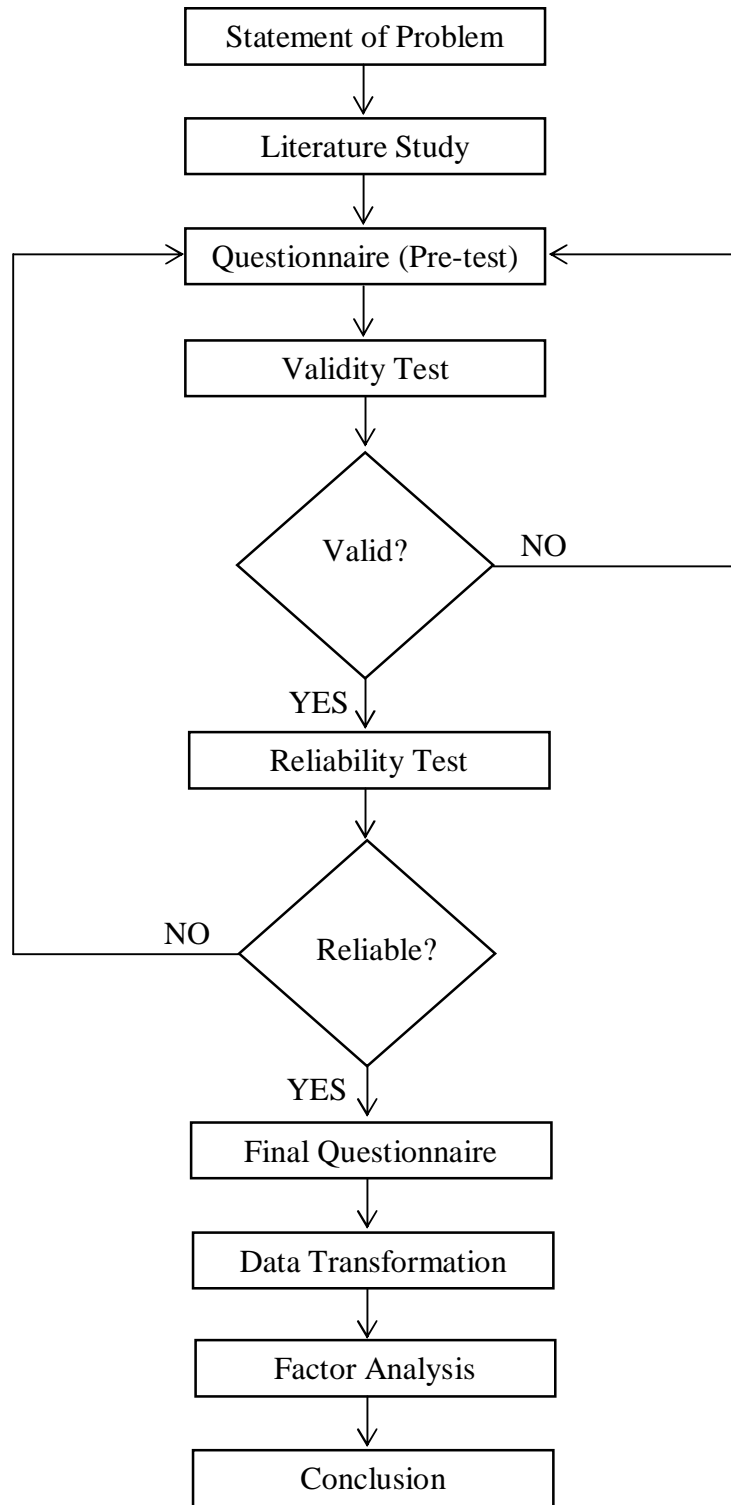 Statement of Problem
Literature Study
Questionnaire (Pre-test)
Validity Test
Valid?
NO
YES
Reliability Test
NO
Reliable?
YES
Final Questionnaire
Data Transformation
Factor Analysis
Conclusion